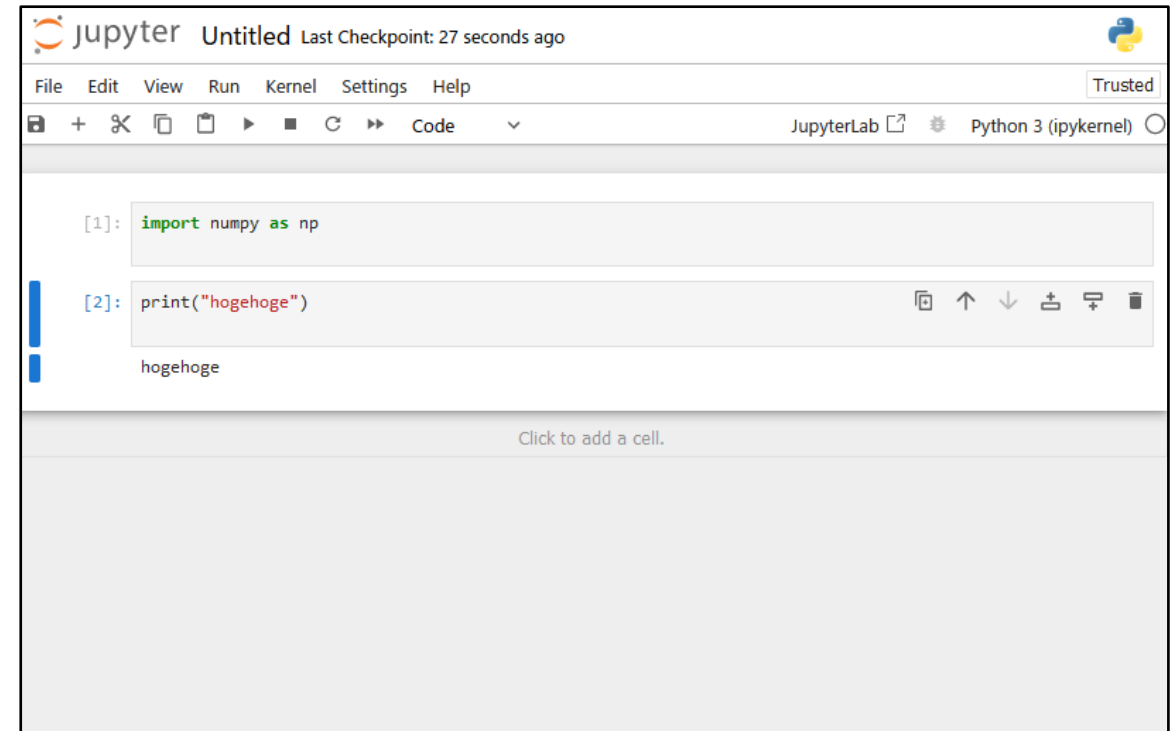 jupyter Untitled Last Checkpoint: 27 seconds ago
File Edit View Run Kernel Settings Help Trusted
Code JupyterLab Python 3 (ipykernel)
[1]: import numpy as np
[2]: print("hogehoge")
hogehoge
Click to add a cell.